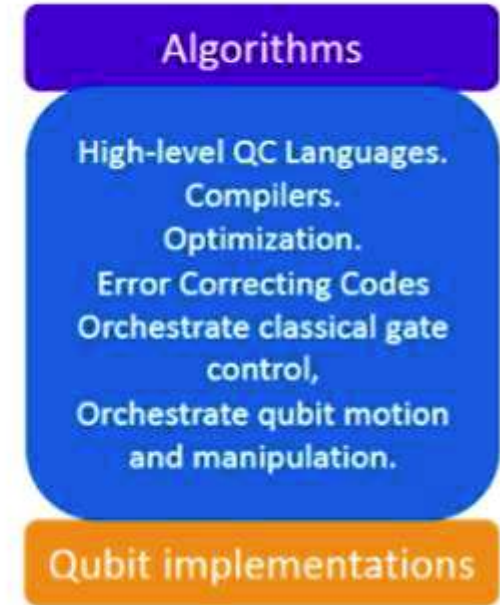 Algorithms
High-level QC Languages.
Compilers.
Optimization.
Error Correcting Codes
Orchestrate classical gate
control,
Orchestrate qubit motion
and manipulation.
Qubit implementations